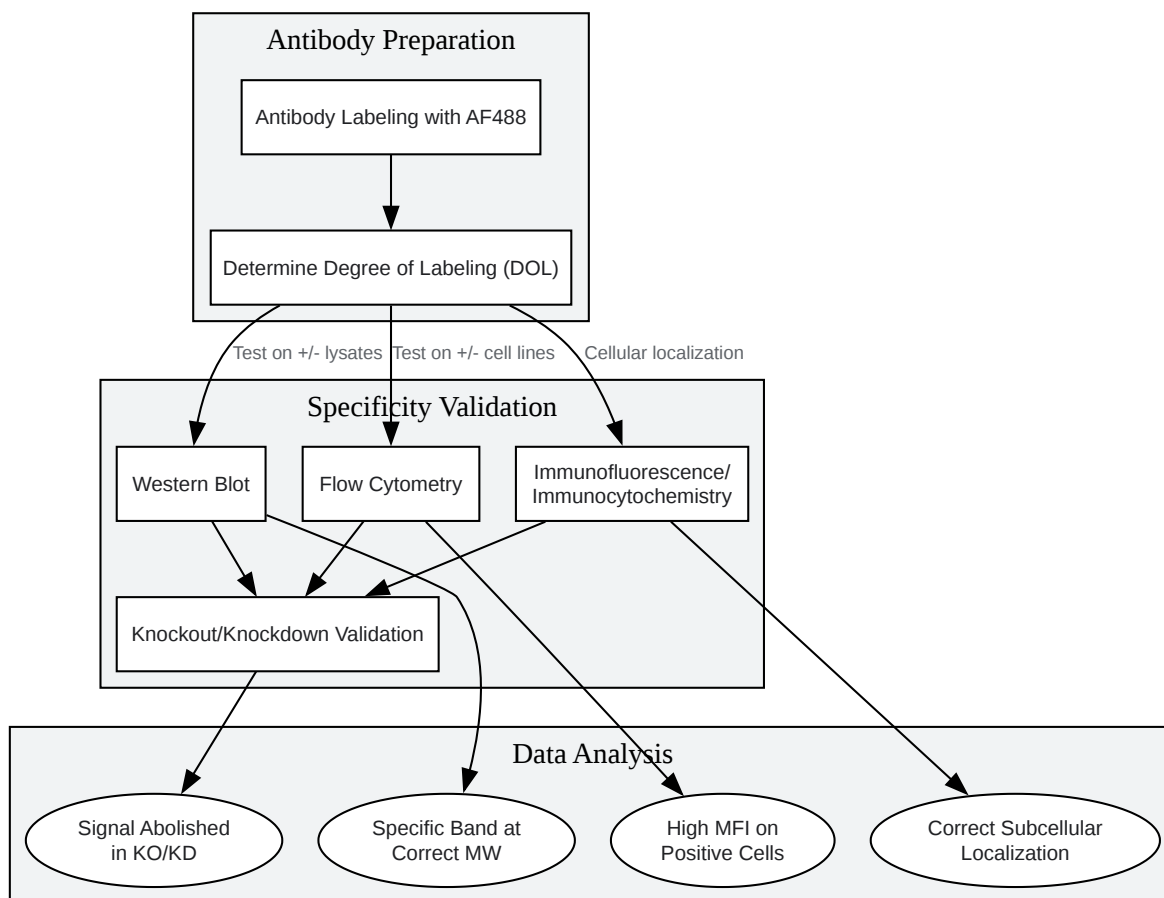 Antibody Preparation
Antibody Labeling with AF488
Determine Degree of Labeling (DOL)
Test on +/- lysates
Test on +/- cell lines
Cellular localization
Specificity Validation
Western Blot
Flow Cytometry
Immunofluorescence/
Immunocytochemistry
Knockout/Knockdown Validation
Data Analysis
Signal Abolished
in KO/KD
Specific Band at
Correct MW
High MFI on
Positive Cells
Correct Subcellular
Localization